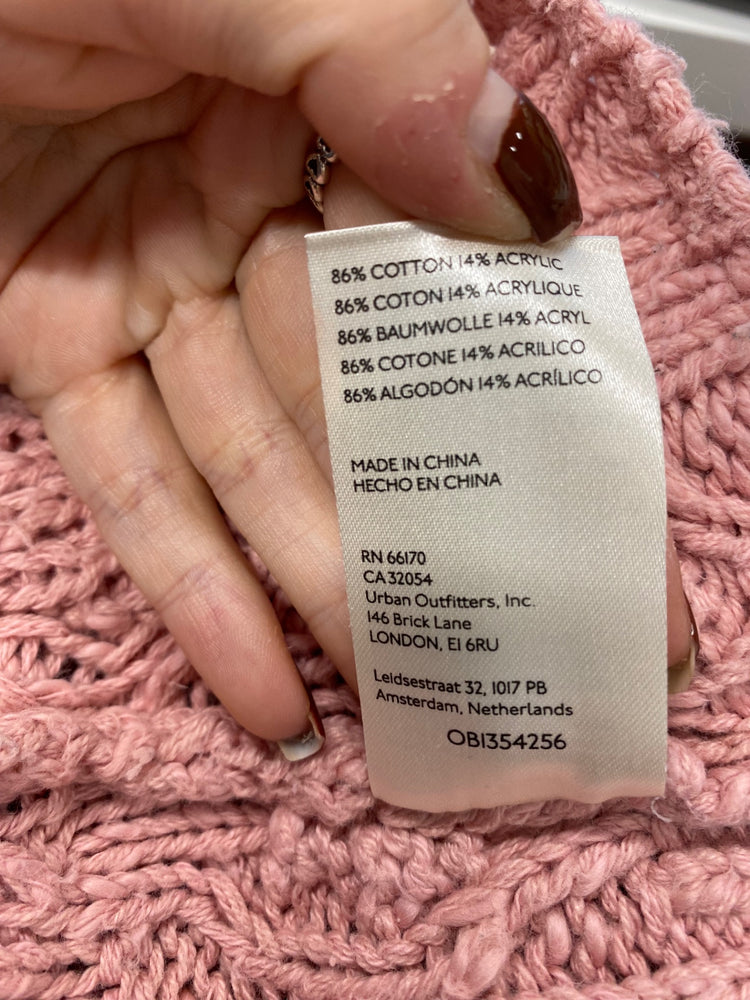 86% COTTON 14% ACRYLIC
86% COTON 14% ACRYLIQUE
86% BAUMWOLLE 14% ACRYL
86% COTONE 14% ACRILICO
86% ALGODÓN 14% ACRÍLICO
MADE IN CHINA
HECHO EN CHINA
RN 66170
CA 32054
Urban Outfitters, Inc.
146 Brick Lane
LONDON, E1 6RU
Leidsestraat 32, 1017 PB
Amsterdam, Netherlands
OB1354256